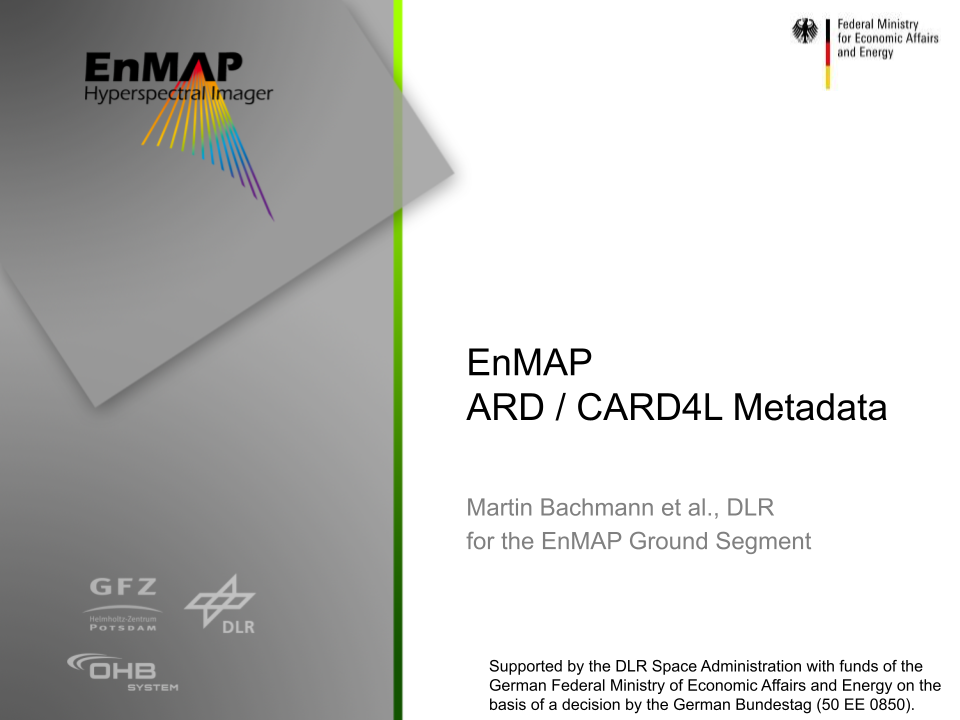 EnMAP
Hyperspectral Imager
Federal Ministry
for Economic Affairs
and Energy
EnMAP
ARD / CARD4L Metadata
Martin Bachmann et al., DLR
for the EnMAP Ground Segment
GFZ
Helmholtz-Zentrum
POTSDAM
DLR
OHB
SYSTEM
Supported by the DLR Space Administration with funds of the
German Federal Ministry of Economic Affairs and Energy on the
basis of a decision by the German Bundestag (50 EE 0850).